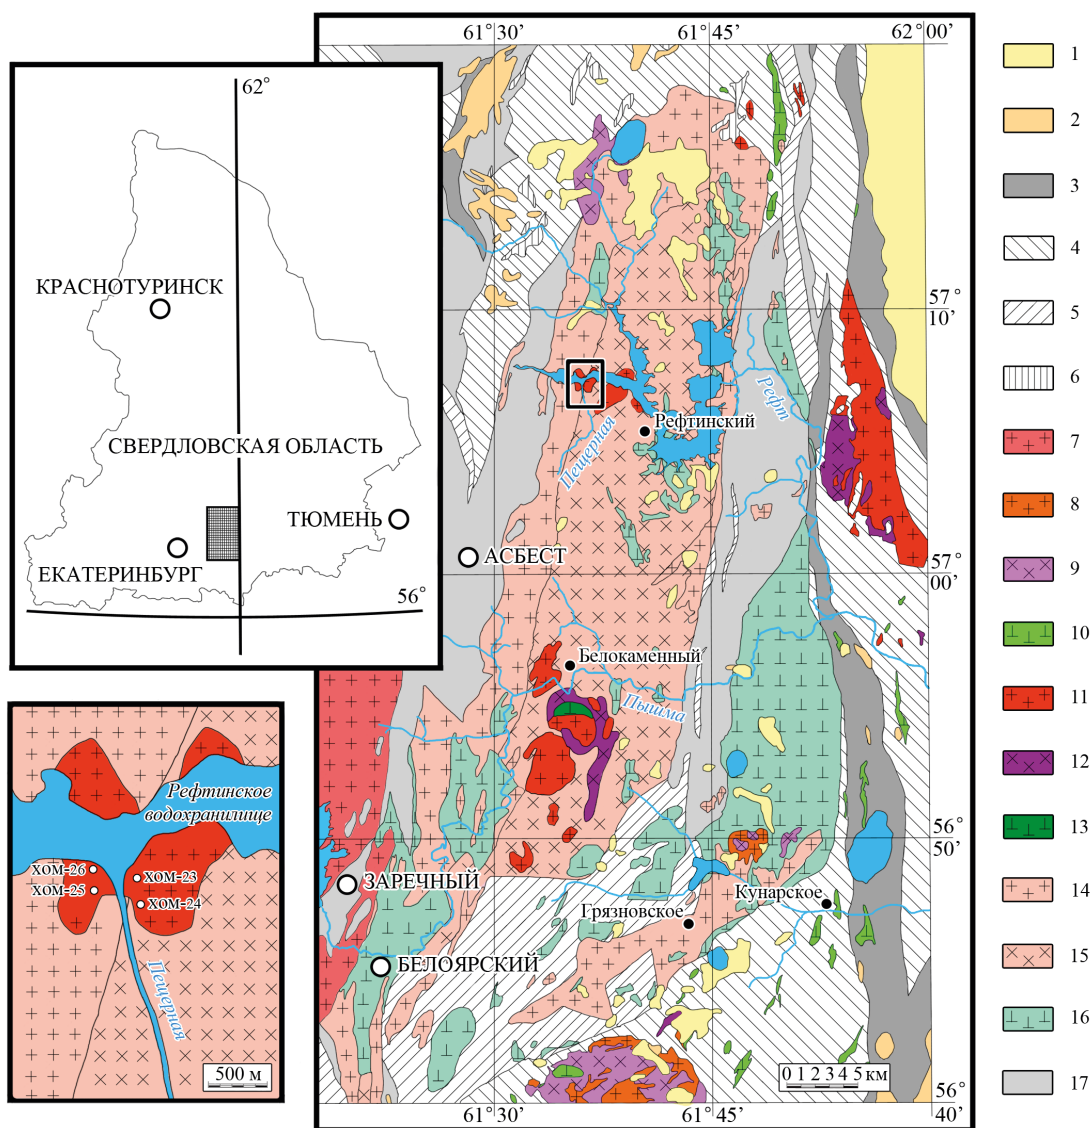 62°
КРАСНОТУРИНСК
СВЕРДЛОВСКАЯ ОБЛАСТЬ
ТЮМЕНЬ
ЕКАТЕРИНБУРГ
56°
61°30'
61°45'
62°00'
57°
10'
Рефт
Рефтинский
Пещерная
АСБЕСТ
57°
00'
Белокаменный
Пышма
56°
50'
ЗАРЕЧНЫЙ
Кунарское
Грязновское
БЕЛОЯРСКИЙ
0 1 2 3 4 5 км
56°
40'
61°30'
61°45'
Рефтинское
водохранилище
хом-26
хом-23
хом-25
хом-24
Пещерная
500 м
1
2
3
4
5
6
7
8
9
10
11
12
13
14
15
16
17